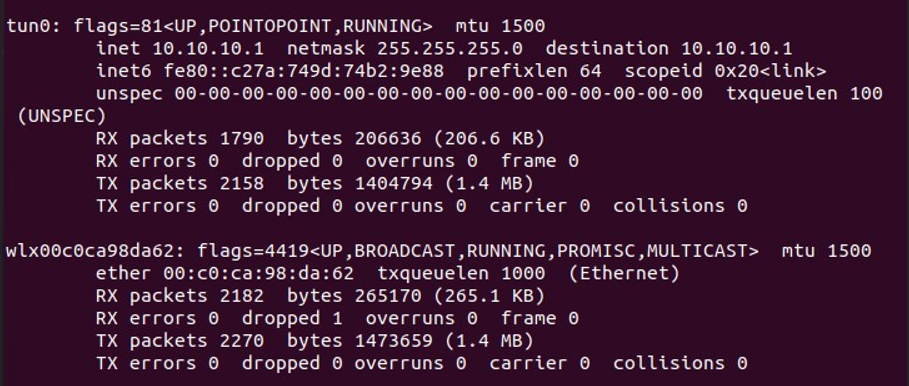 tun0: flags=81<UP,POINTOPOINT,RUNNING>  mtu 1500
        inet 10.10.10.1  netmask 255.255.255.0  destination 10.10.10.1
        inet6 fe80::c27a:749d:74b2:9e88  prefixlen 64  scopeid 0x20<link>
        unspec 00-00-00-00-00-00-00-00-00-00-00-00-00-00-00-00  txqueuelen 100
 (UNSPEC)
        RX packets 1790  bytes 206636 (206.6 KB)
        RX errors 0  dropped 0  overruns 0  frame 0
        TX packets 2158  bytes 1404794 (1.4 MB)
        TX errors 0  dropped 0 overruns 0  carrier 0  collisions 0

wlx00c0ca98da62: flags=4419<UP,BROADCAST,RUNNING,PROMISC,MULTICAST>  mtu 1500
        ether 00:c0:ca:98:da:62  txqueuelen 1000  (Ethernet)
        RX packets 2182  bytes 265170 (265.1 KB)
        RX errors 0  dropped 1  overruns 0  frame 0
        TX packets 2270  bytes 1473659 (1.4 MB)
        TX errors 0  dropped 0 overruns 0  carrier 0  collisions 0